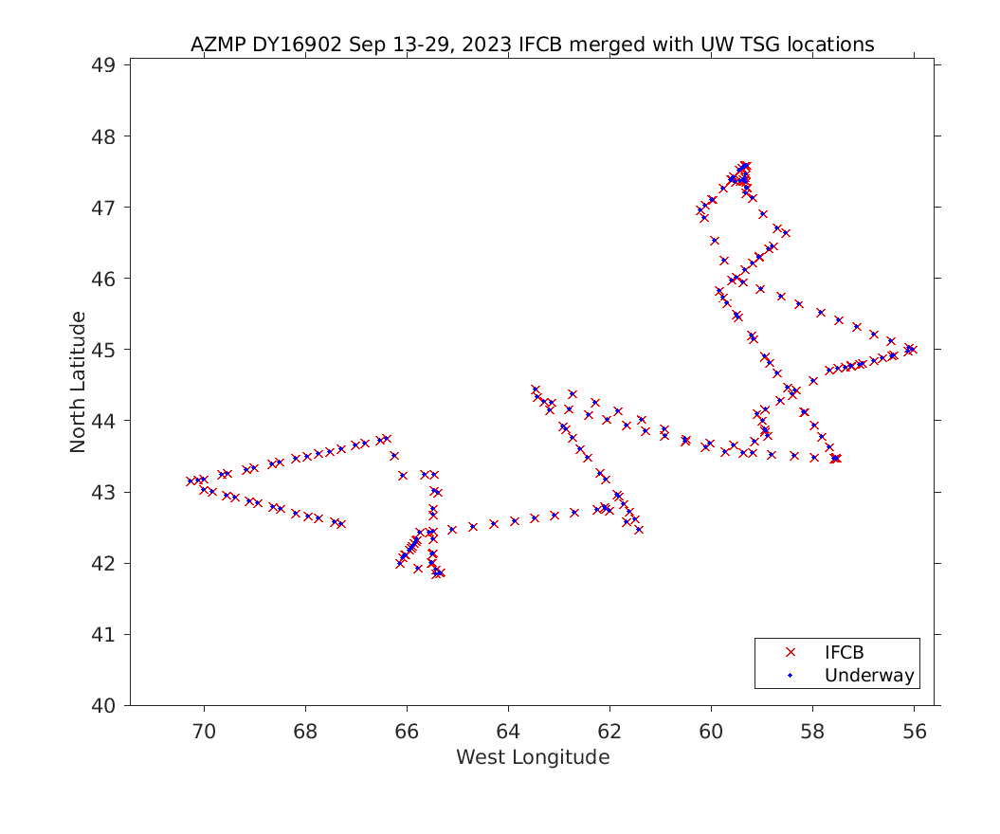 AZMP DY16902 Sep 13-29, 2023 IFCB merged with UW TSG locations
49
48
47
46
45
44
43
42
41
40
North Latitude
70 68 66 64 62 60 58 56
West Longitude
IFCB
Underway